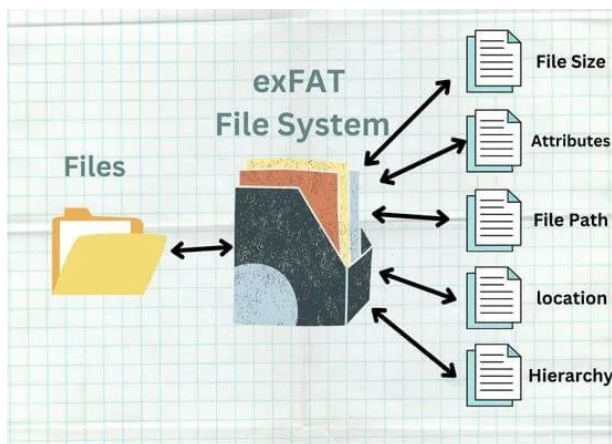 exFAT
File System
Files
File Size
Attributes
File Path
location
Hierarchy